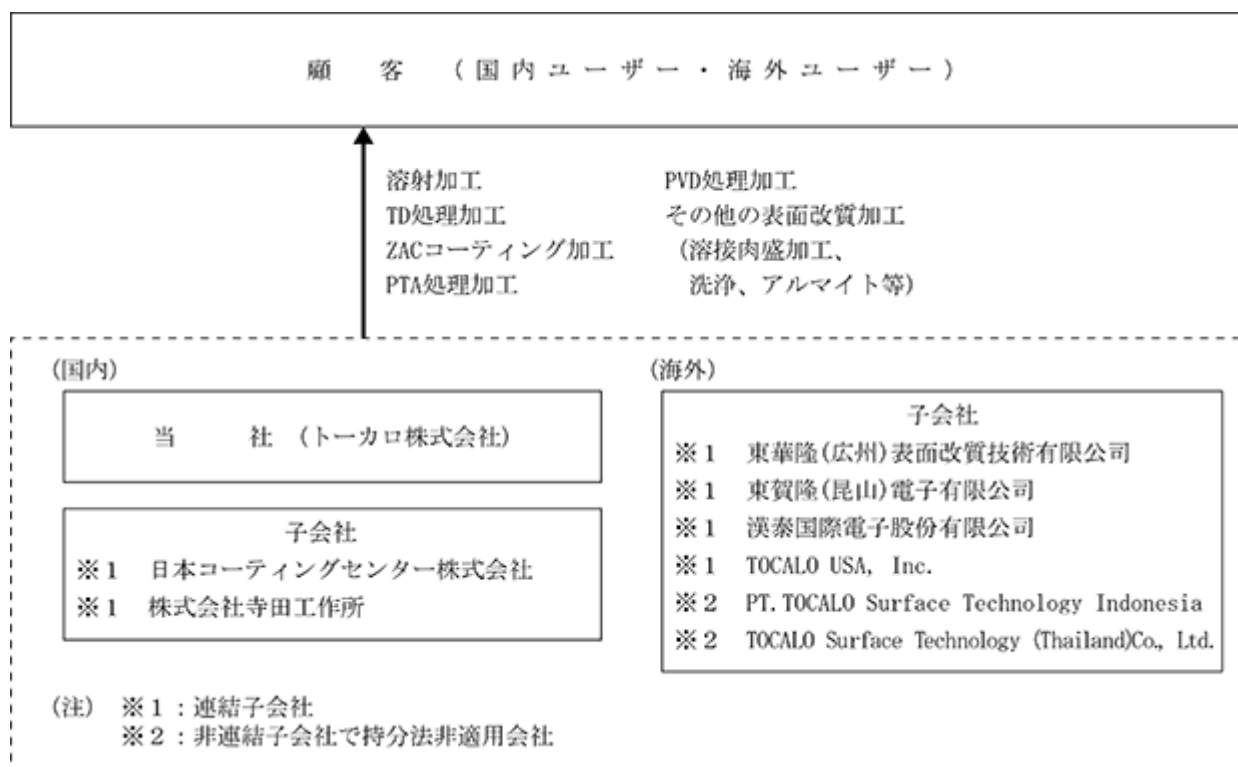 顧客（国内ユーザー・海外ユーザー）
溶射加工
TD処理加工
ZACコーティング加工
PTA処理加工
PVD処理加工
その他の表面改質加工
(溶接肉盛加工、
洗浄、アルマイト等)
(国内)
当社 (トーカロ株式会社)
子会社
※1 日本コーティングセンター株式会社
※1 株式会社寺田工作所
(海外)
子会社
※1 東華隆(広州)表面改質技術有限公司
※1 東賀隆(昆山)電子有限公司
※1 漢泰国際電子股份有限公司
※1 TOCALO USA, Inc.
※2 PT.TOCALO Surface Technology Indonesia
※2 TOCALO Surface Technology (Thailand)Co., Ltd.
(注) ※1：連結子会社
※2：非連結子会社で持分法非適用会社